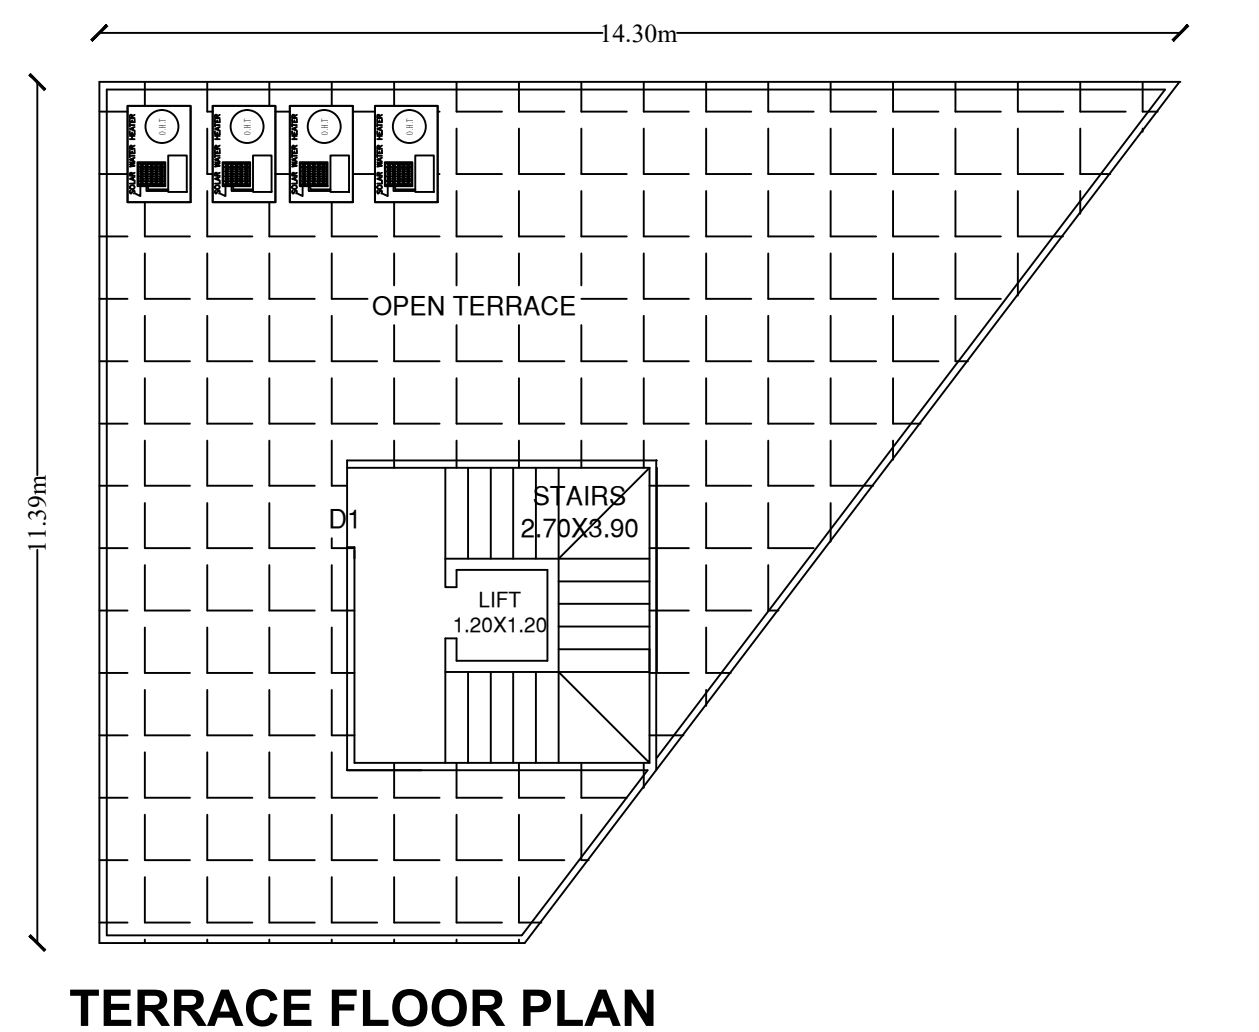 14.30m
O.H.T
SOLAR WATER HEATER
O.H.T
SOLAR WATER HEATER
O.H.T
SOLAR WATER HEATER
O.H.T
SOLAR WATER HEATER
OPEN TERRACE
11.39m
D1
STAIRS
2.70X3.90
LIFT
1.20X1.20
TERRACE FLOOR PLAN